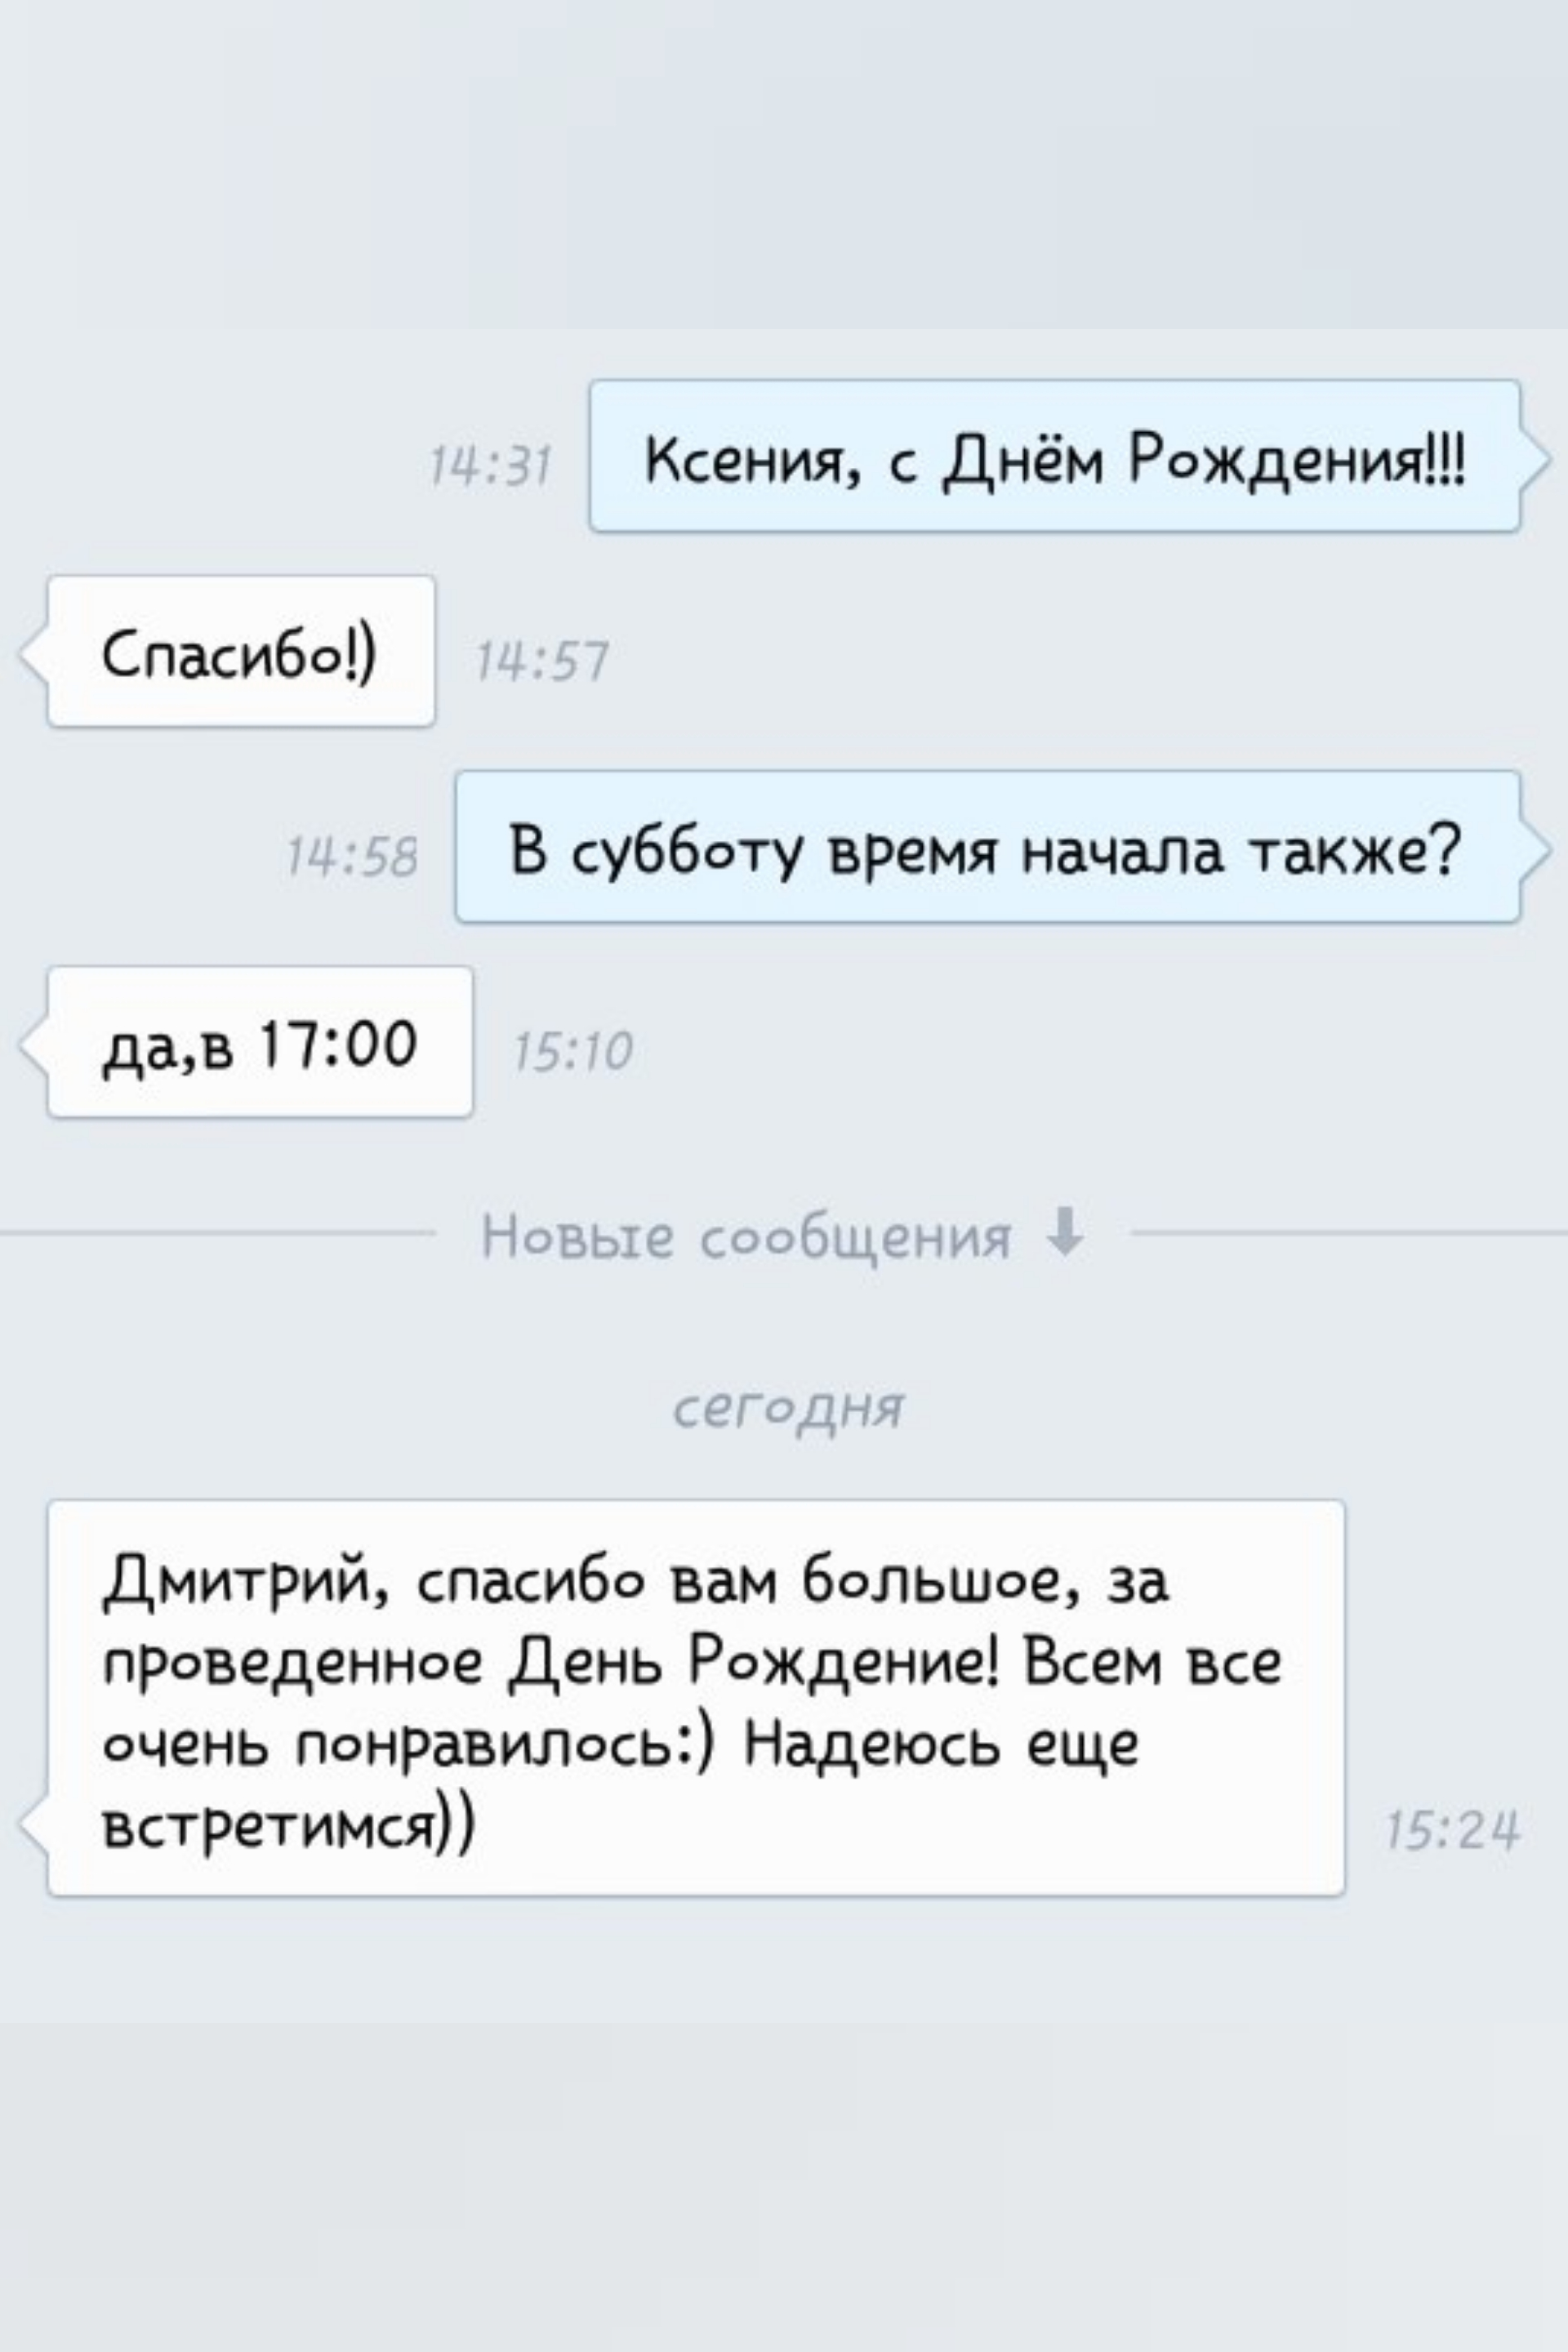 14:31 Ксения, с Днём Рождения!!!
Спасибо!) 14:57
14:58 В субботу время начала также?
да,в 17:00 15:10
Новые сообщения
сегодня
Дмитрий, спасибо вам большое, за
проведенное День Рождение! Всем все
очень понравилось:) Надеюсь еще
встретимся)) 15:24